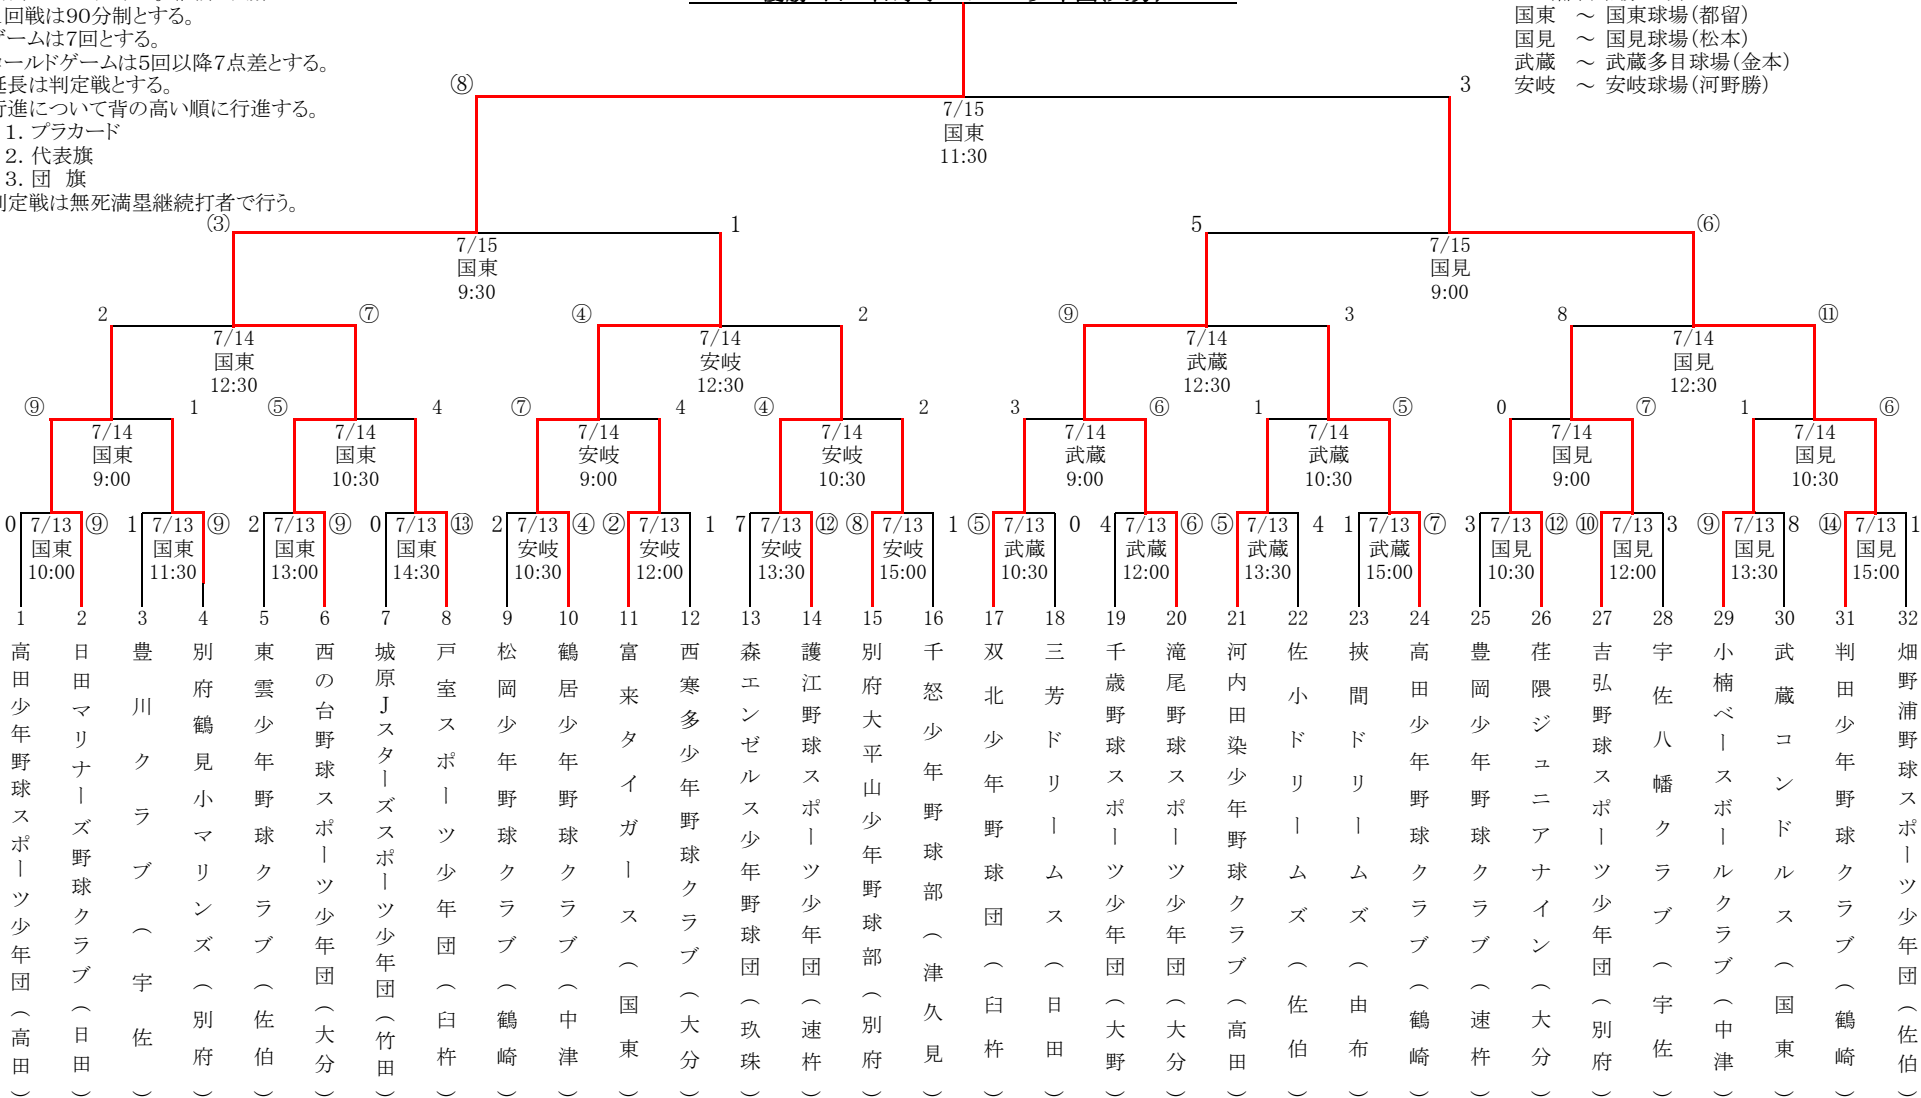 回戦は90分制とする。
ゲームは7回とする。
コールドゲームは5回以降7点差とする。
延長は判定戦とする。
行進について背の高い順に行進する。
1. プラカード
2. 代表旗
3. 団 旗
判定戦は無死満塁継続打者で行う。
国東 ～ 国東球場(都留)
国見 ～ 国見球場(松本)
武蔵 ～ 武蔵多目球場(金本)
安岐 ～ 安岐球場(河野勝)
⑧ 3
7/15
国東
11:30
③ 1 5 ⑥
7/15 7/15
国東 国見
9:30 9:00
2 ⑦ ④ 2 ⑨ 3 8 ⑪
7/14 7/14 7/14 7/14
国東 安岐 武蔵 国見
12:30 12:30 12:30 12:30
⑨ 1 ⑤ 4 ⑦ 4 ④ 2 3 ⑥ 1 ⑤ 0 ⑦ 1 ⑥
7/14 7/14 7/14 7/14 7/14 7/14 7/14 7/14
国東 国東 安岐 安岐 武蔵 武蔵 国見 国見
9:00 10:30 9:00 10:30 9:00 10:30 9:00 10:30
0 7/13 ⑨ 1 7/13 ⑨ 2 7/13 ⑨ 0 7/13 ⑬ 2 7/13 ④ ② 7/13 1 7 7/13 ⑫ ⑧ 7/13 1 ⑤ 7/13 0 4 7/13 ⑥ ⑤ 7/13 4 1 7/13 ⑦ 3 7/13 ⑫ ⑩ 7/13 3 ⑨ 7/13 8 ⑭ 7/13 1
国東 国東 国東 国東 安岐 安岐 安岐 安岐 武蔵 武蔵 武蔵 武蔵 国見 国見 国見 国見
10:00 11:30 13:00 14:30 10:30 12:00 13:30 15:00 10:30 12:00 13:30 15:00 10:30 12:00 13:30 15:00
1 高田少年野球スポーツ少年団(高田)
2 日田マリナーズ野球クラブ(日田)
3 豊川クラブ(宇佐)
4 別府鶴見小マリンズ(別府)
5 東雲少年野球クラブ(佐伯)
6 西の台野球スポーツ少年団(大分)
7 城原Jスターズスポーツ少年団(竹田)
8 戸室スポーツ少年団(臼杵)
9 松岡少年野球クラブ(鶴崎)
10 鶴居少年野球クラブ(中津)
11 富来タイガース(国東)
12 西寒多少年野球クラブ(大分)
13 森エンゼルス少年野球団(玖珠)
14 護江野球スポーツ少年団(速杵)
15 別府大平山少年野球部(別府)
16 千怒少年野球部(津久見)
17 双北少年野球団(臼杵)
18 三芳ドリームス(日田)
19 千歳野球スポーツ少年団(大野)
20 滝尾野球スポーツ少年団(大分)
21 河内田染少年野球クラブ(高田)
22 佐小ドリームズ(佐伯)
23 挾間ドリームズ(由布)
24 高田少年野球クラブ(鶴崎)
25 豊岡少年野球クラブ(速杵)
26 荏隈ジュニアナイン(大分)
27 吉弘野球スポーツ少年団(別府)
28 宇佐八幡クラブ(宇佐)
29 小楠ベースボールクラブ(中津)
30 武蔵コンドルス(国東)
31 判田少年野球クラブ(鶴崎)
32 畑野浦野球スポーツ少年団(佐伯)